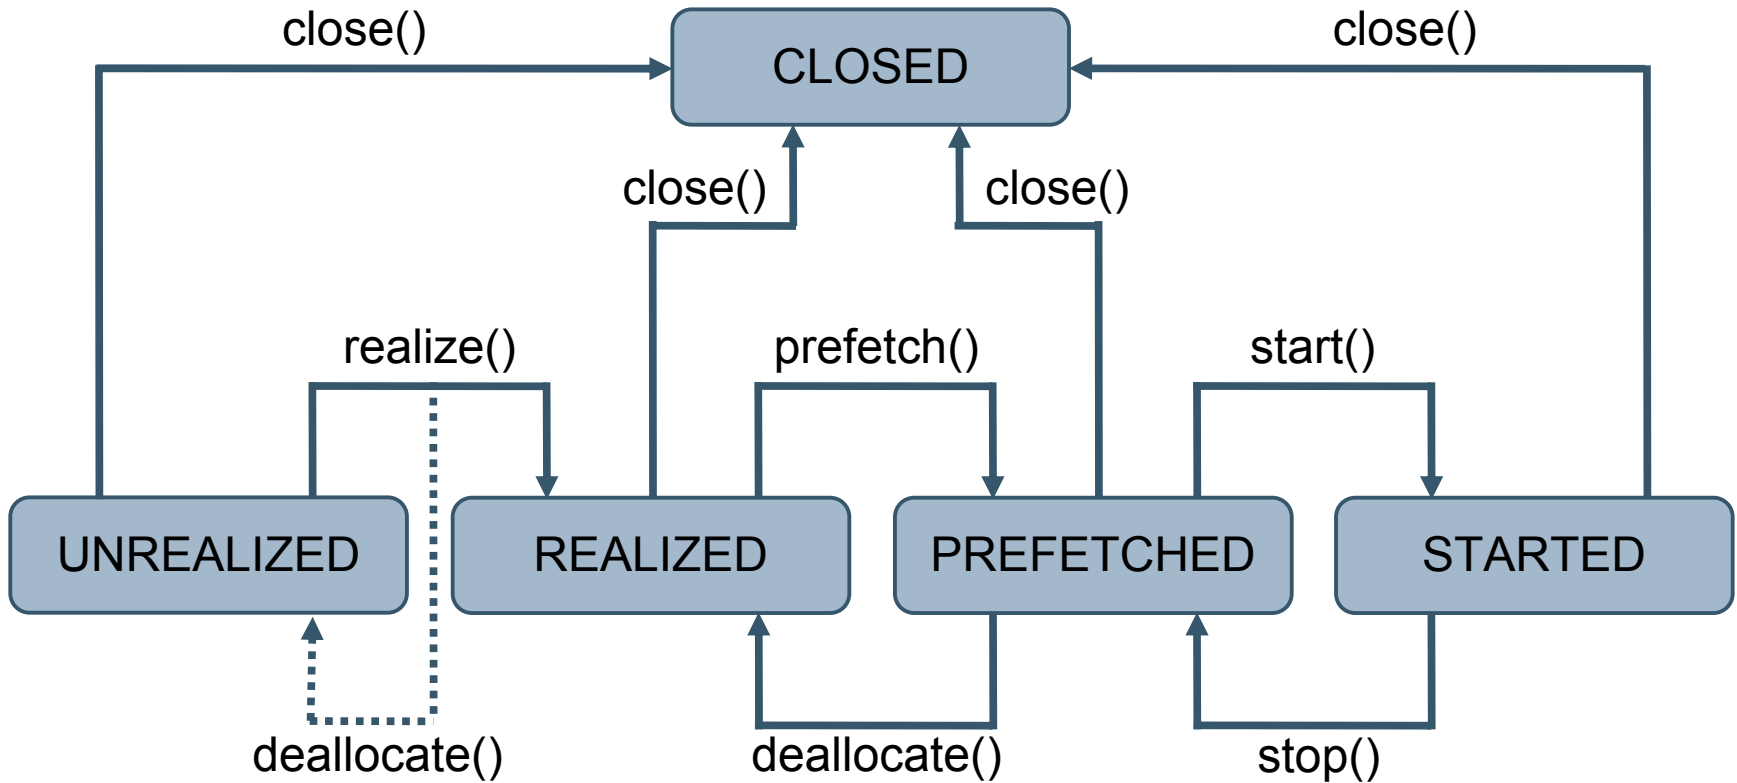 close()
CLOSED
close()
close()
close()
realize()
prefetch()
start()
UNREALIZED
REALIZED
PREFETCHED
STARTED
deallocate()
deallocate()
stop()